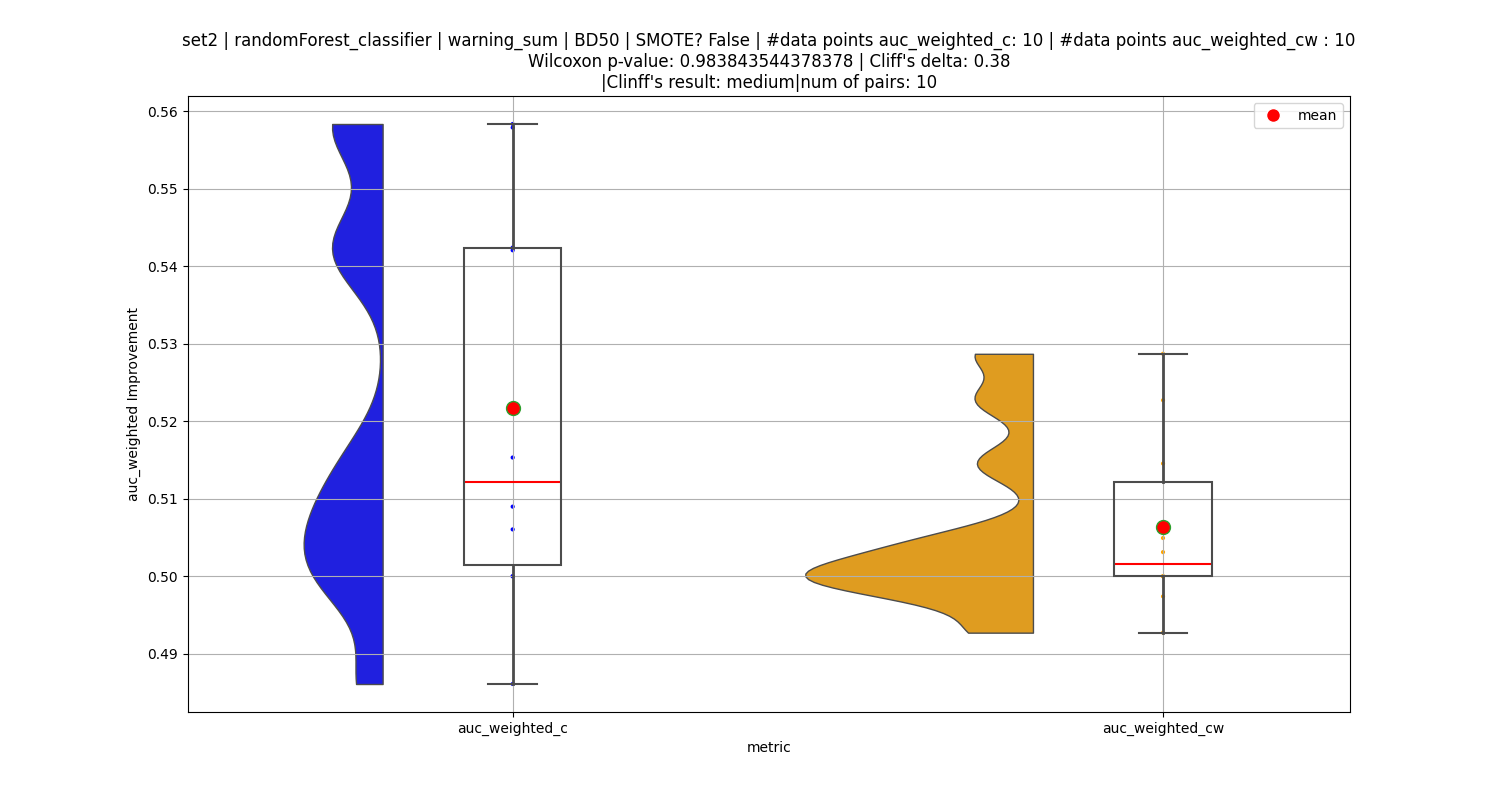 set2 | randomForest_classifier | warning_sum | BD50 | SMOTE? False | #data points auc_weighted_c: 10 | #data points auc_weighted_cw : 10
Wilcoxon p-value: 0.983843544378378 | Cliff's delta: 0.38
|Clinff's result: medium|num of pairs: 10
mean
0.56
0.55
0.54
0.53
0.52
0.51
0.50
0.49
auc_weighted Improvement
auc_weighted_c
auc_weighted_cw
metric